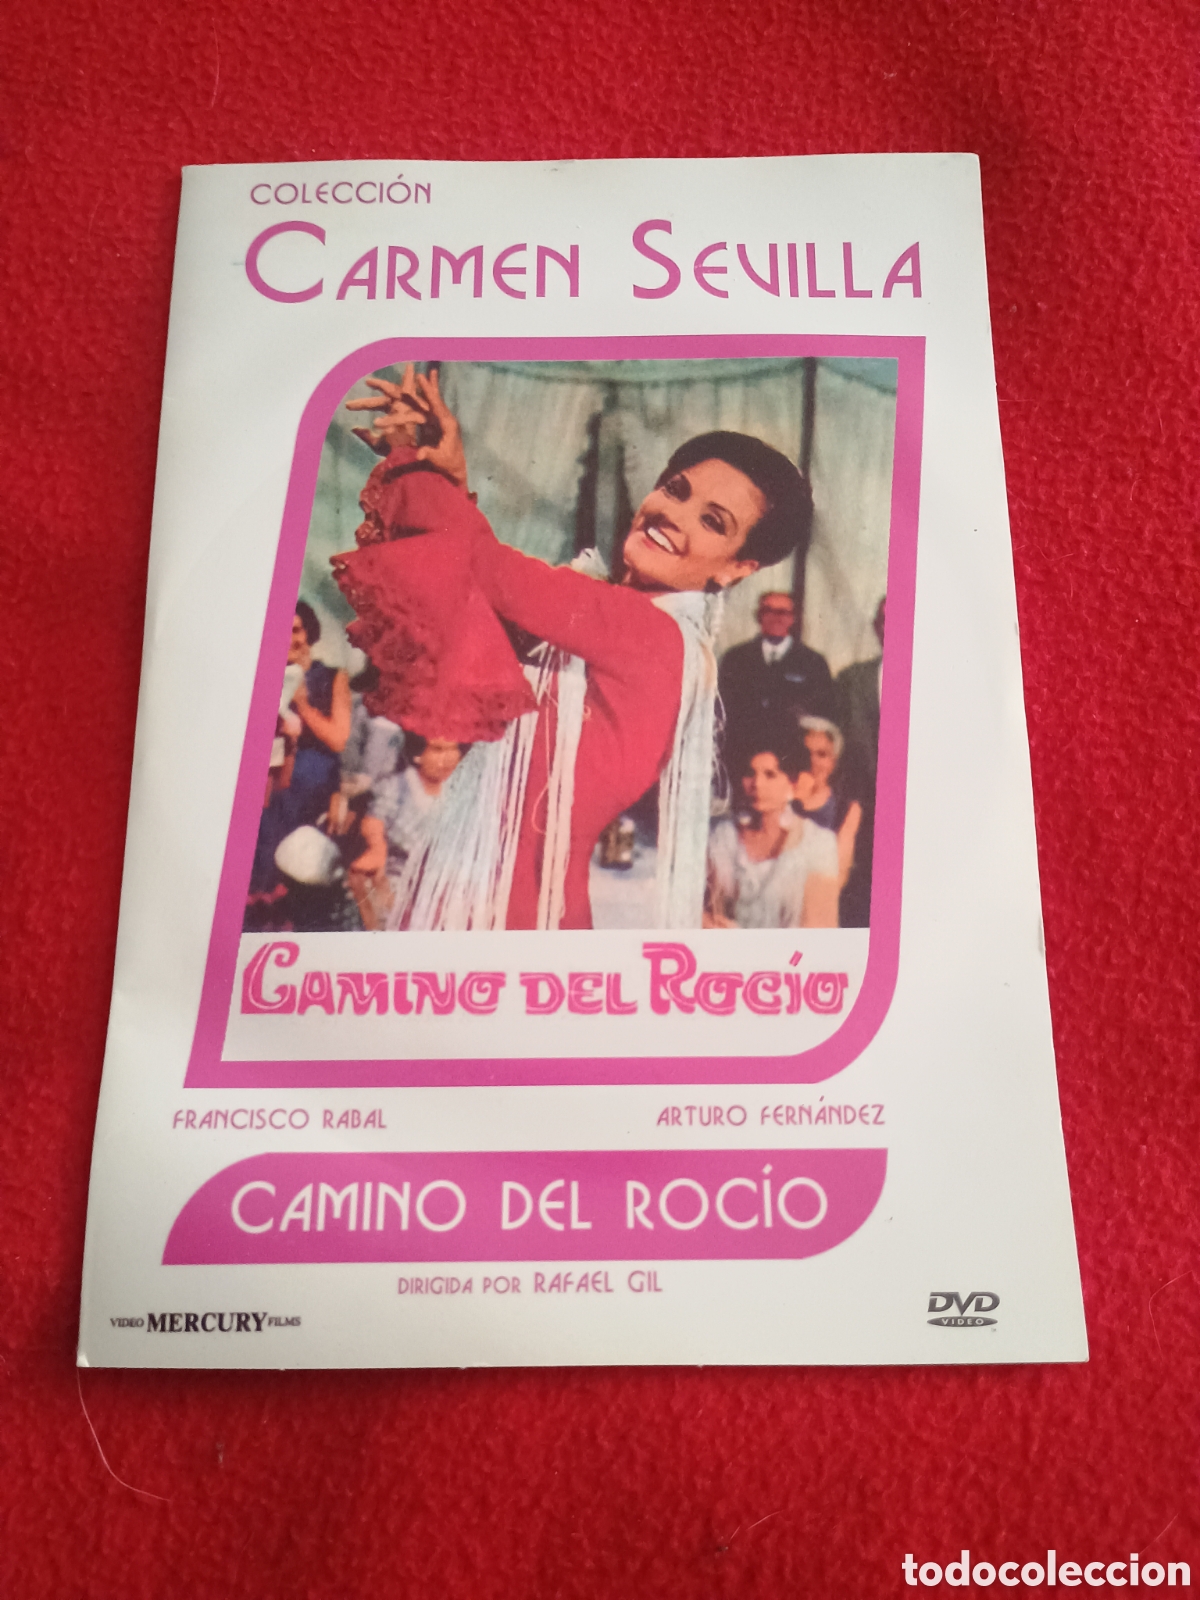 COLECCIÓN
CARMEN SEVILLA
CAMINO DEL ROCÍO
FRANCISCO RABAL ARTURO FERNÁNDEZ
CAMINO DEL ROCÍO
DIRIGIDA POR RAFAEL GIL
VIDEO MERCURY FILMS
DVD
VIDEO
todocoleccion